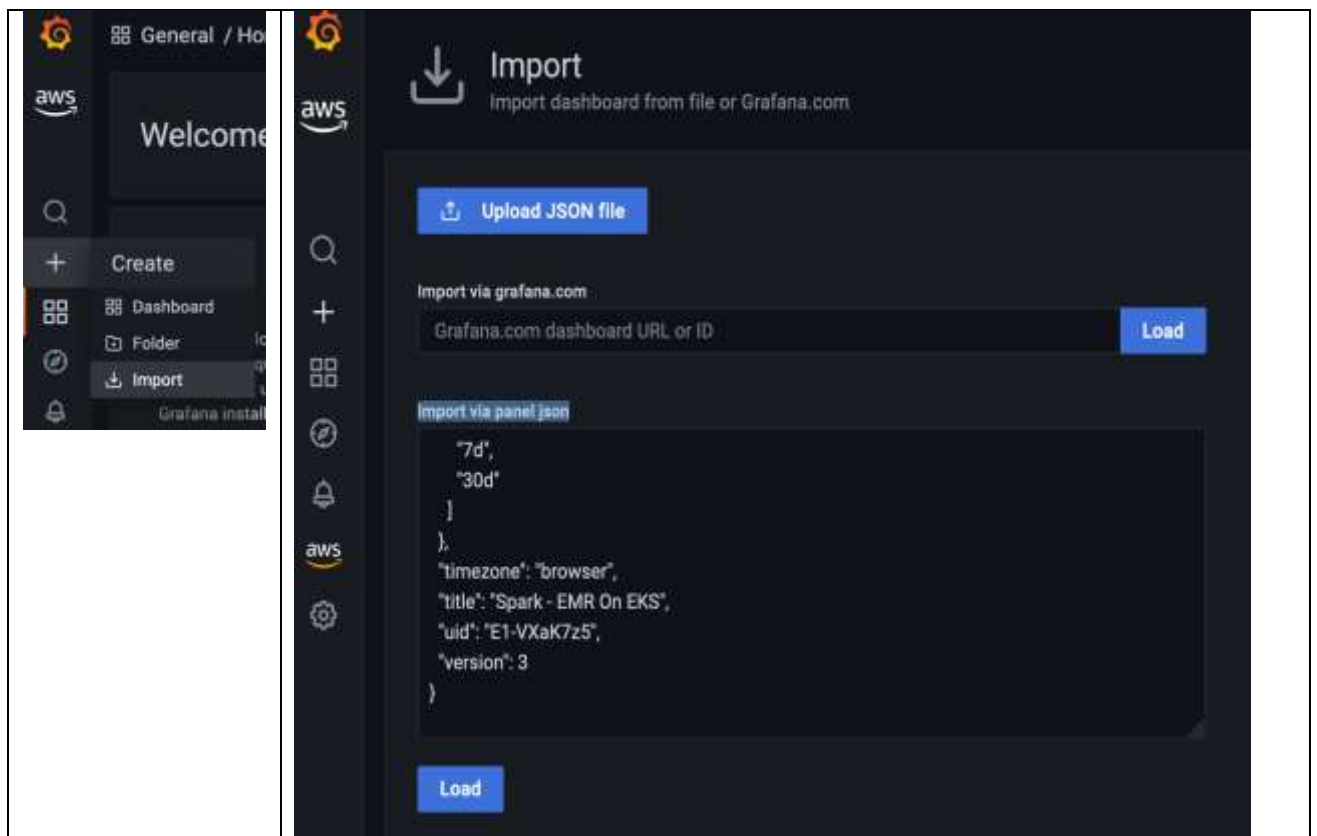 General / Ho
aws
Welcome
Create
Dashboard
Folder
Import
Grafana install
aws
Import
Import dashboard from file or Grafana.com
Upload JSON file
Import via grafana.com
Grafana.com dashboard URL or ID
Load
Import via panel json
"7d",
"30d"
]
},
"timezone": "browser",
"title": "Spark - EMR On EKS",
"uid": "E1-VXaK7z5",
"version": 3
}
aws
Load